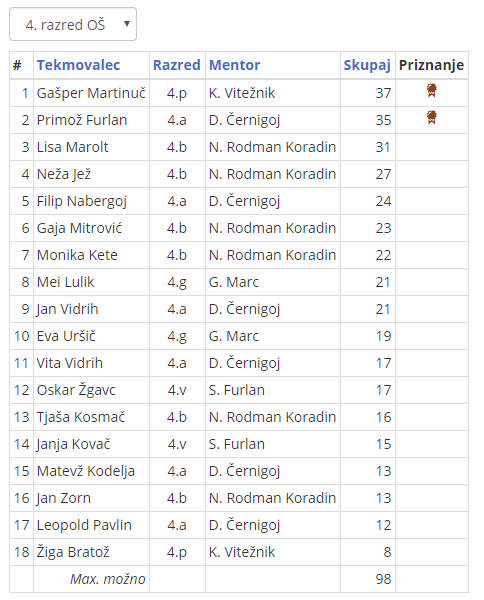 4. razred OŠ
# Tekmovalec Razred Mentor Skupaj Priznanje
1 Gašper Martinuč 4.p K. Vitežnik 37
2 Primož Furlan 4.a D. Černigoj 35
3 Lisa Marolt 4.b N. Rodman Koradin 31
4 Neža Jež 4.b N. Rodman Koradin 27
5 Filip Nabergoj 4.a D. Černigoj 24
6 Gaja Mitrović 4.b N. Rodman Koradin 23
7 Monika Kete 4.b N. Rodman Koradin 22
8 Mei Lulik 4.g G. Marc 21
9 Jan Vidrih 4.a D. Černigoj 21
10 Eva Uršič 4.g G. Marc 19
11 Vita Vidrih 4.a D. Černigoj 17
12 Oskar Žgavc 4.v S. Furlan 17
13 Tjaša Kosmač 4.b N. Rodman Koradin 16
14 Janja Kovač 4.v S. Furlan 15
15 Matevž Kodelja 4.a D. Černigoj 13
16 Jan Zorn 4.b N. Rodman Koradin 13
17 Leopold Pavlin 4.a D. Černigoj 12
18 Žiga Bratož 4.p K. Vitežnik 8
Max. možno 98